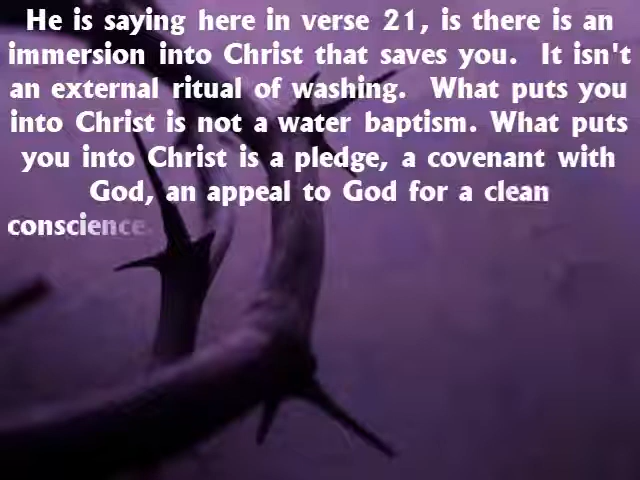 He is saying here in verse 21, is there is an
immersion into Christ that saves you. It isn't
an external ritual of washing. What puts you
into Christ is not a water baptism. What puts
you into Christ is a pledge, a covenant with
God, an appeal to God for a clean
conscience.